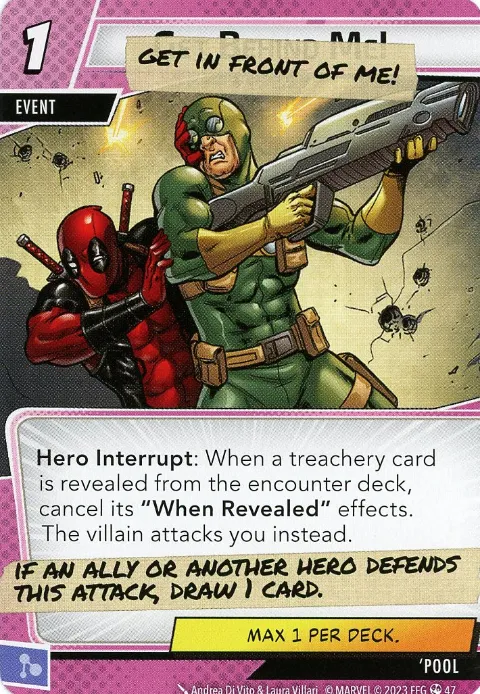 1
GET IN FRONT OF ME!
EVENT
Hero Interrupt: When a treachery card
is revealed from the encounter deck,
cancel its “When Revealed” effects.
The villain attacks you instead.
IF AN ALLY OR ANOTHER HERO DEFENDS
THIS ATTACK, DRAW 1 CARD.
MAX 1 PER DECK.
'POOL
Andrea Di Vito & Laura Villari © MARVEL © 2023 FFG 47